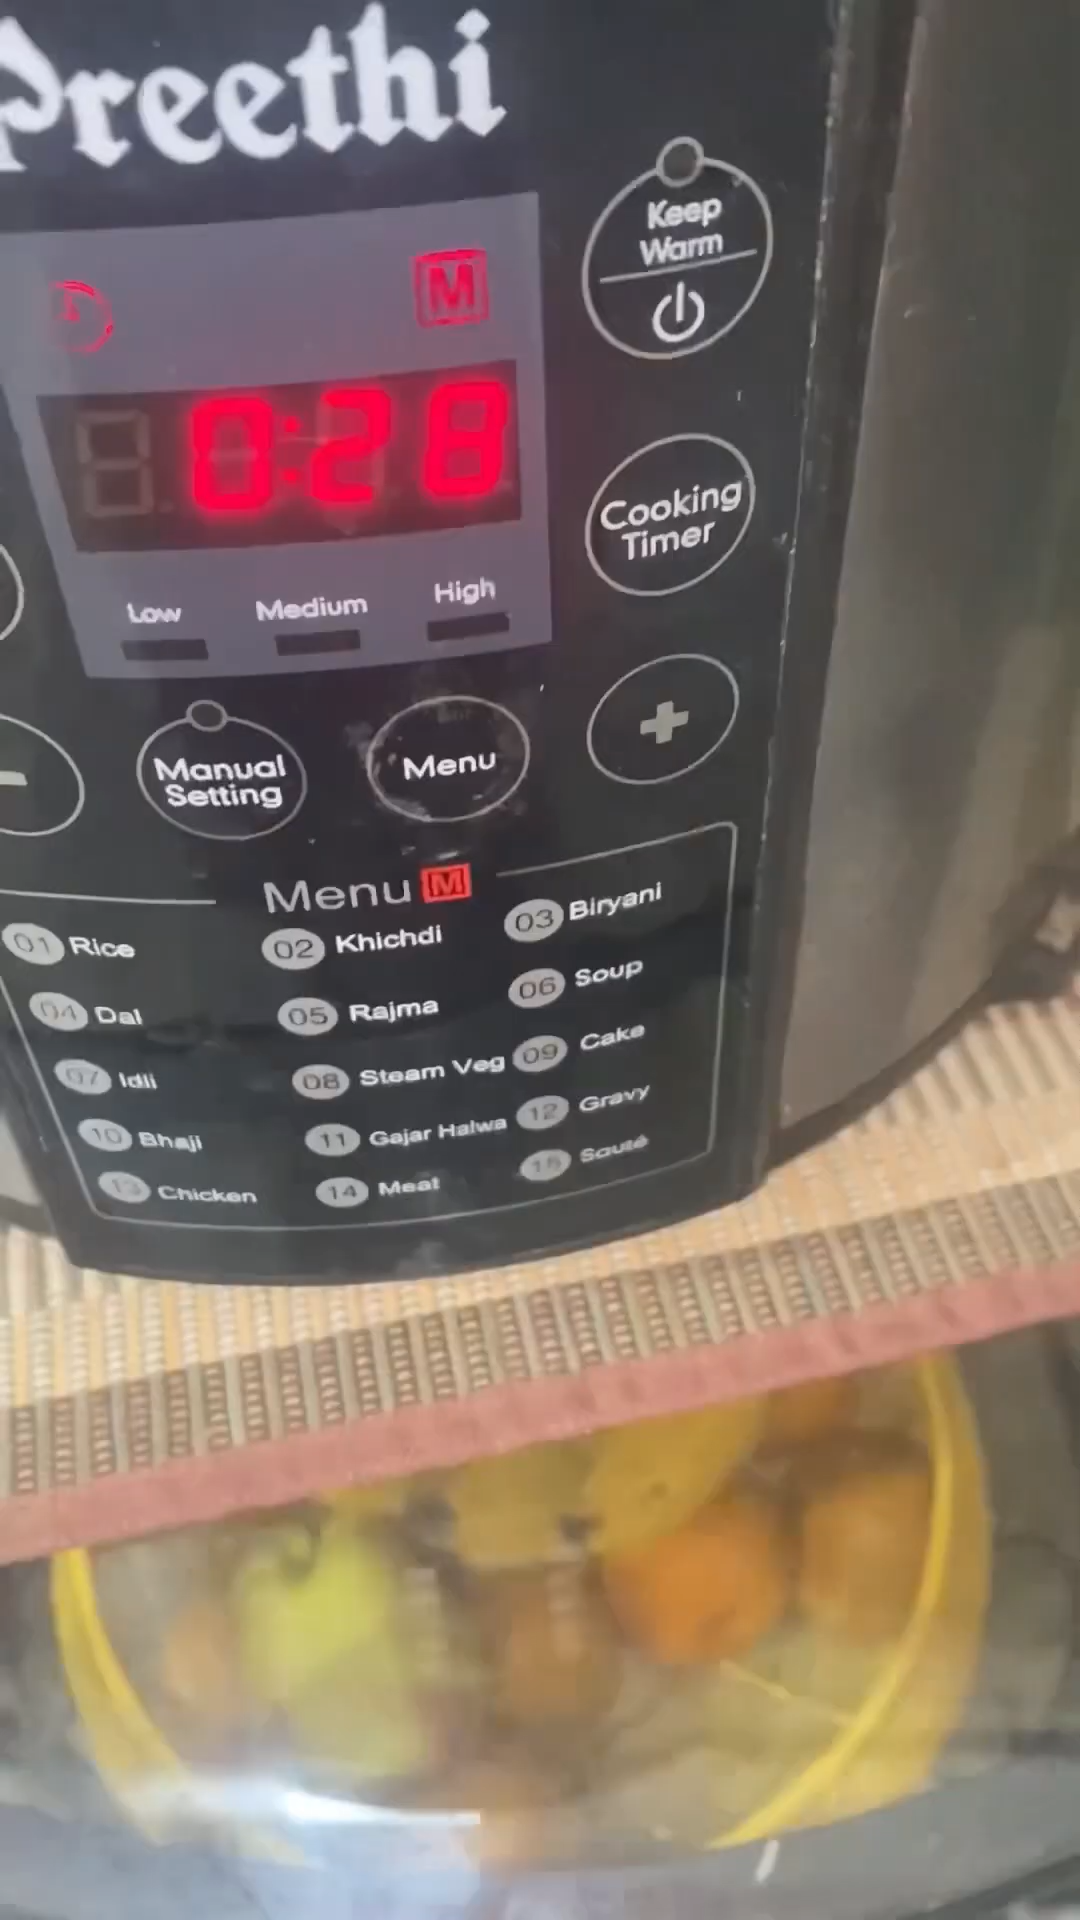 Preethi
M
0:28
Low Medium High
Keep
Warm
Cooking
Timer
Manual
Setting
Menu
Menu M
01 Rice
02 Khichdi
03 Biryani
04 Dal
05 Rajma
06 Soup
07 Idli
08 Steam Veg
09 Cake
10 Bhaji
11 Gajar Halwa
12 Gravy
13 Chicken
14 Meat
15 Sauté